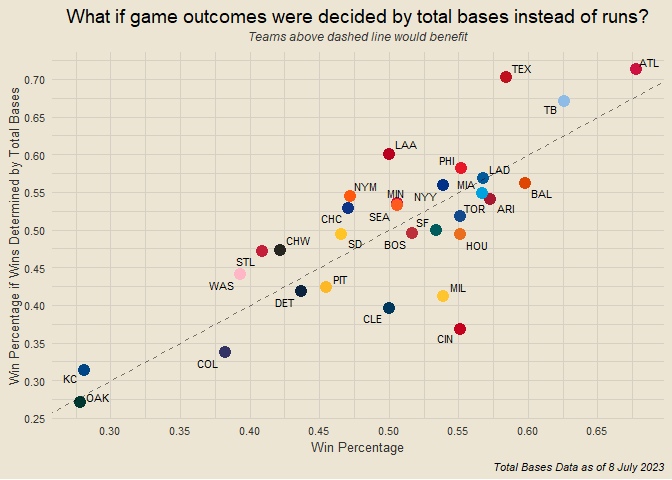 What if game outcomes were decided by total bases instead of runs?
Teams above dashed line would benefit
Win Percentage if Wins Determined by Total Bases
0.70
0.65
0.60
0.55
0.50
0.45
0.40
0.35
0.30
0.25
TEX
ATL
TB
LAA
PHI
LAD
NYM
MIN
NYY
MIA
BAL
CHC
SEA
SF
TOR
ARI
CHW
SD
BOS
HOU
STL
WAS
PIT
MIL
DET
CLE
CIN
COL
KC
OAK
0.30
0.35
0.40
0.45
0.50
0.55
0.60
0.65
Win Percentage
Total Bases Data as of 8 July 2023